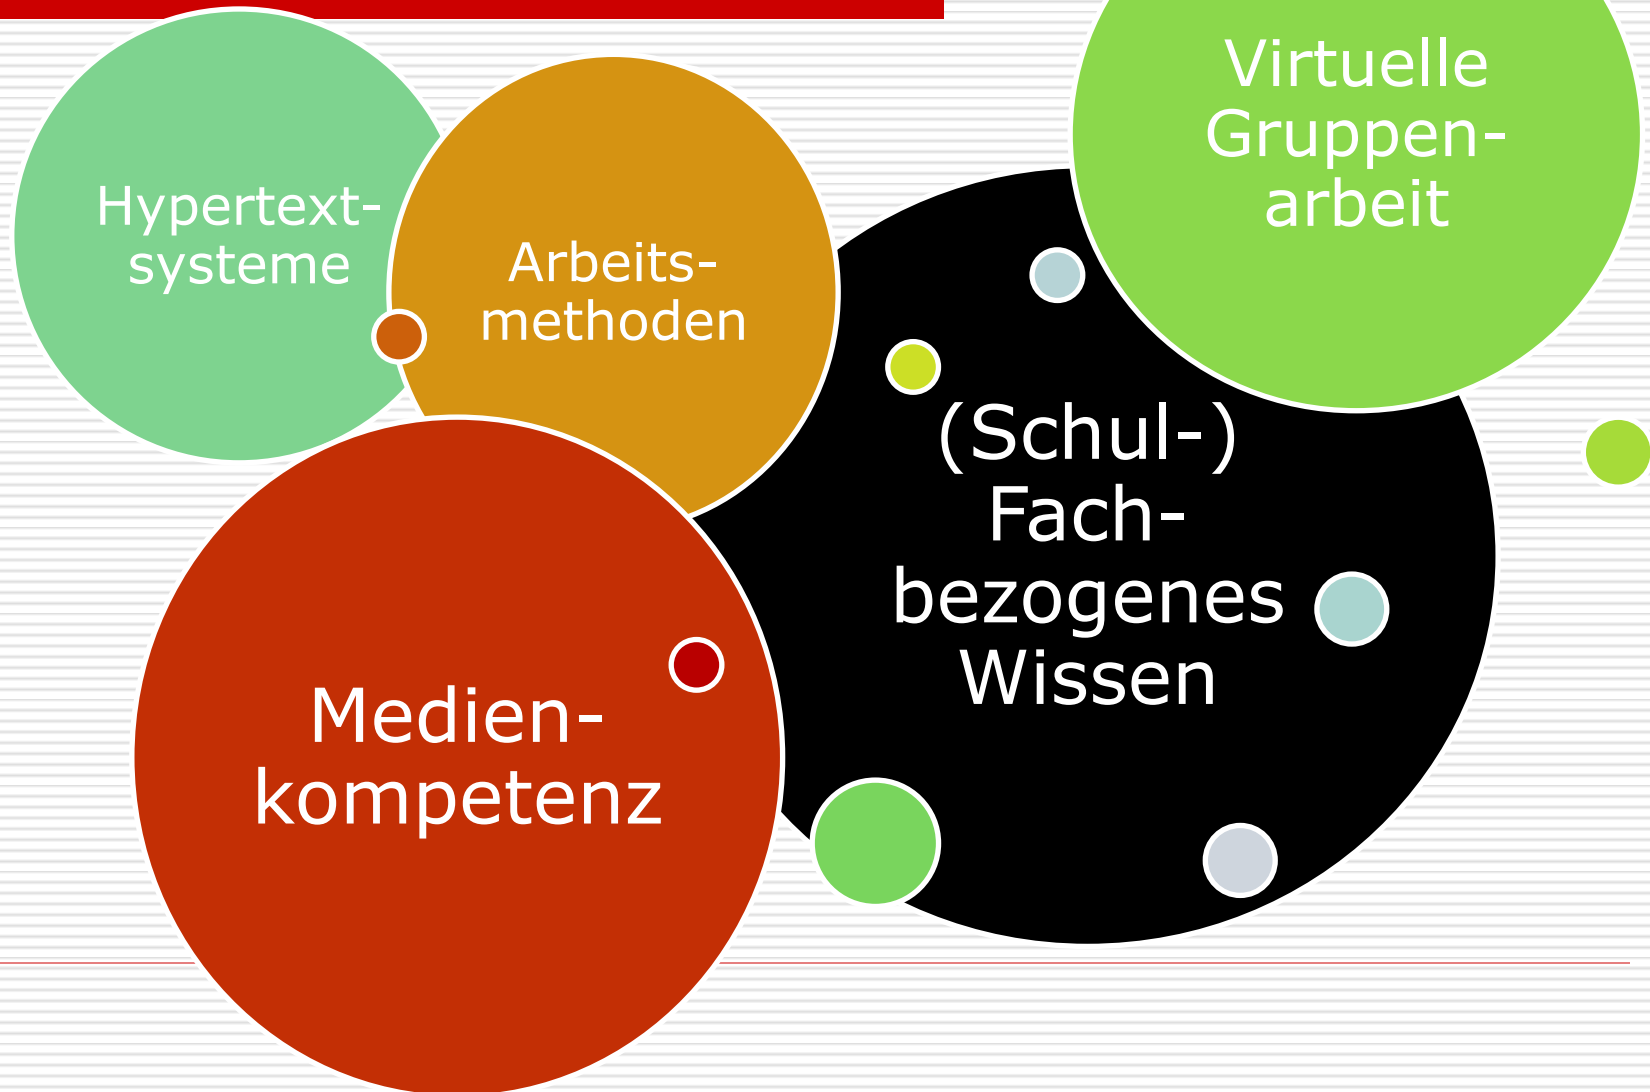 Hypertext-
systeme
Arbeits-
methoden
Virtuelle
Gruppen-
arbeit
(Schul-)
Fach-
bezogenes
Wissen
Medien-
kompetenz